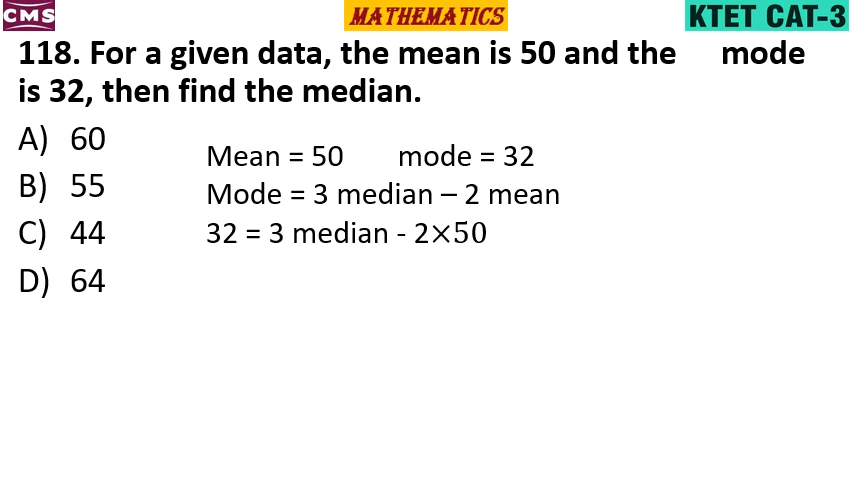 CMS MATHEMATICS KTET CAT-3
118. For a given data, the mean is 50 and the mode
is 32, then find the median.
A) 60
B) 55
C) 44
D) 64
Mean = 50 mode = 32
Mode = 3 median – 2 mean
32 = 3 median - 2×50